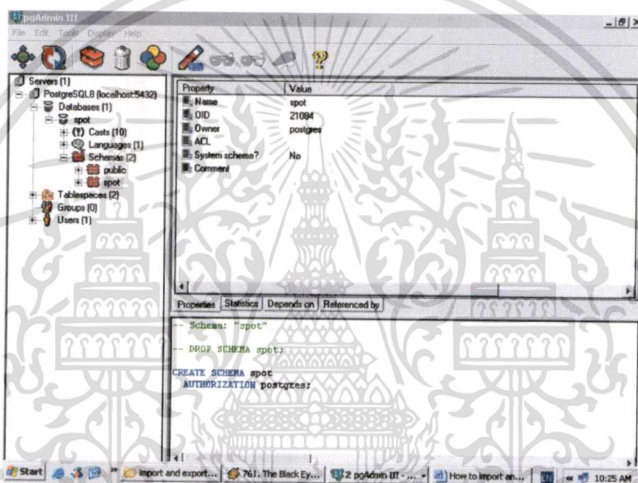 pgAdmin III
File Edit Tools Display Help
Servers (1)
PostgreSQL8 (localhost:5432)
Databases (1)
spot
Casts (10)
Languages (1)
Schemas (2)
public
spot
Tablespaces (2)
Groups (0)
Users (1)
Property Value
Name spot
OID 21084
Owner postgres
ACL
System schema? No
Comment
Properties Statistics Depends on Referenced by
-- Schema: "spot"
-- DROP SCHEMA spot;
CREATE SCHEMA spot
AUTHORIZATION postgres;
Start import and export... 761. The Black Ey... 2 pgAdmin III - ... How to import an... 10:25 AM